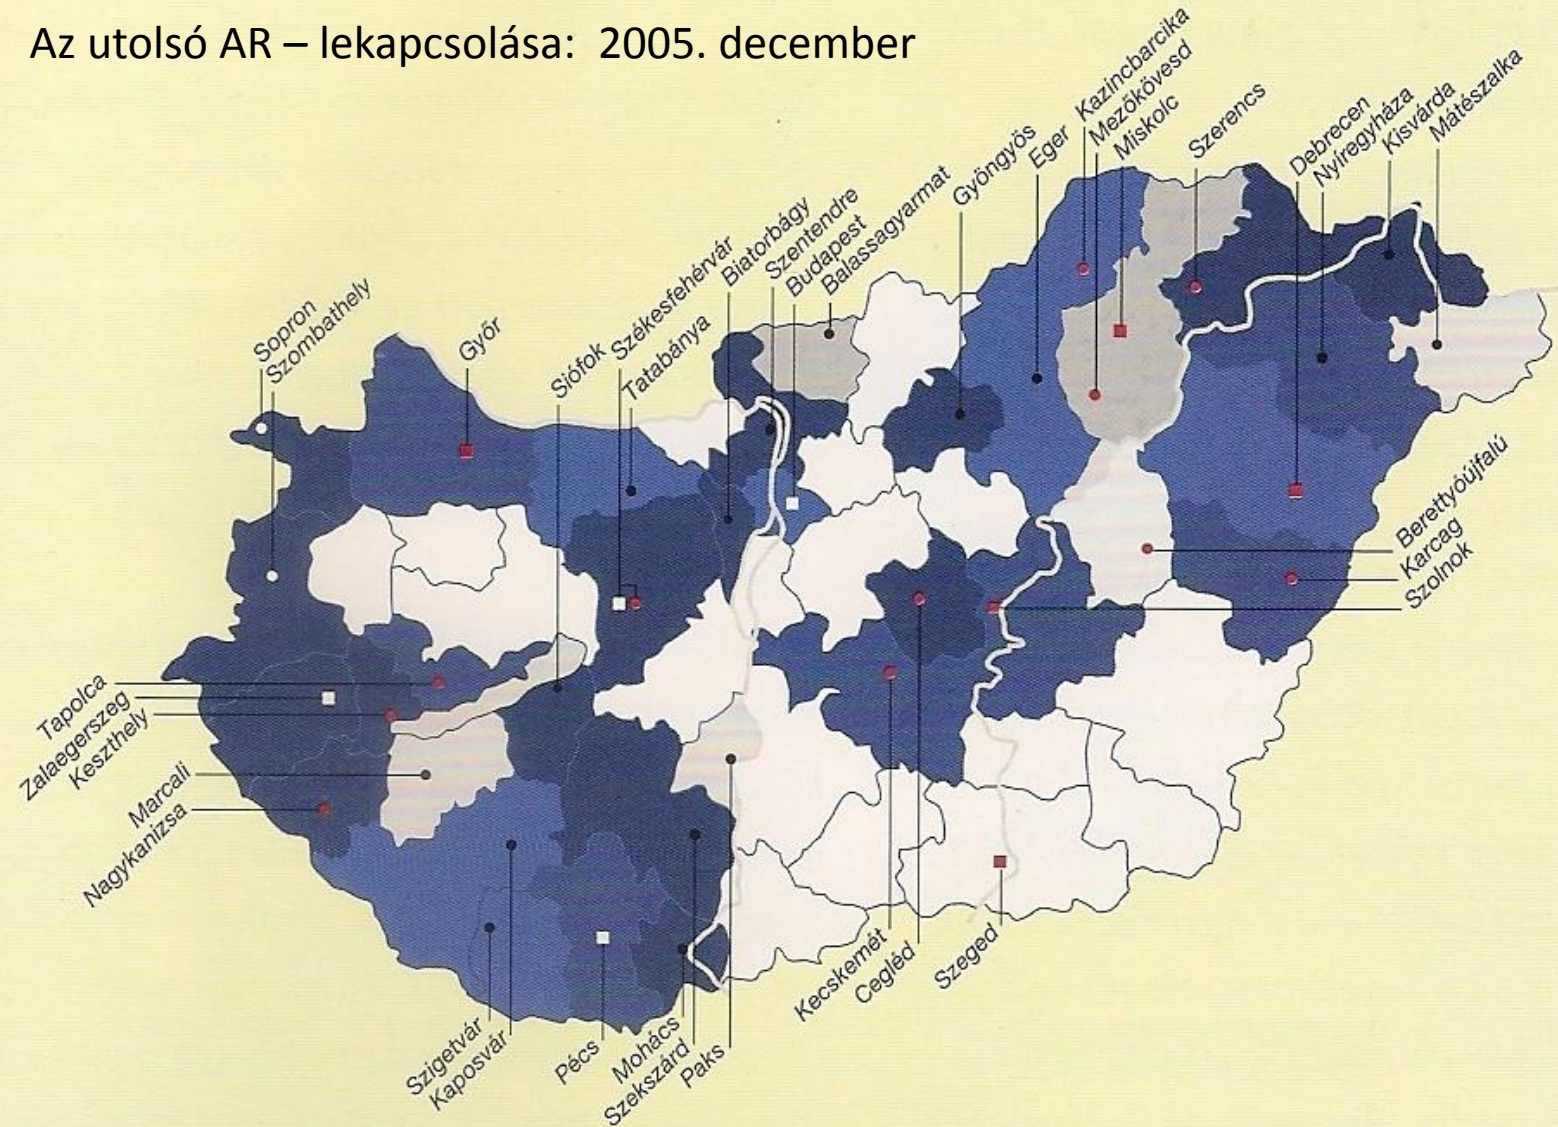 Az utolsó AR – lekapcsolása: 2005. december
Sopron
Szombathely
Győr
Siófok
Székesfehérvár
Tatabánya
Biatorbágy
Szentendre
Budapest
Balassagyarmat
Gyöngyös
Eger
Kazincbarcika
Mezőkövesd
Miskolc
Szerencs
Debrecen
Nyíregyháza
Kisvárda
Mátészalka
Berettyóújfalú
Karcag
Szolnok
Tapolca
Zalaegerszeg
Keszthely
Marcali
Nagykanizsa
Szigetvár
Kaposvár
Pécs
Mohács
Szekszárd
Paks
Kecskemét
Cegléd
Szeged